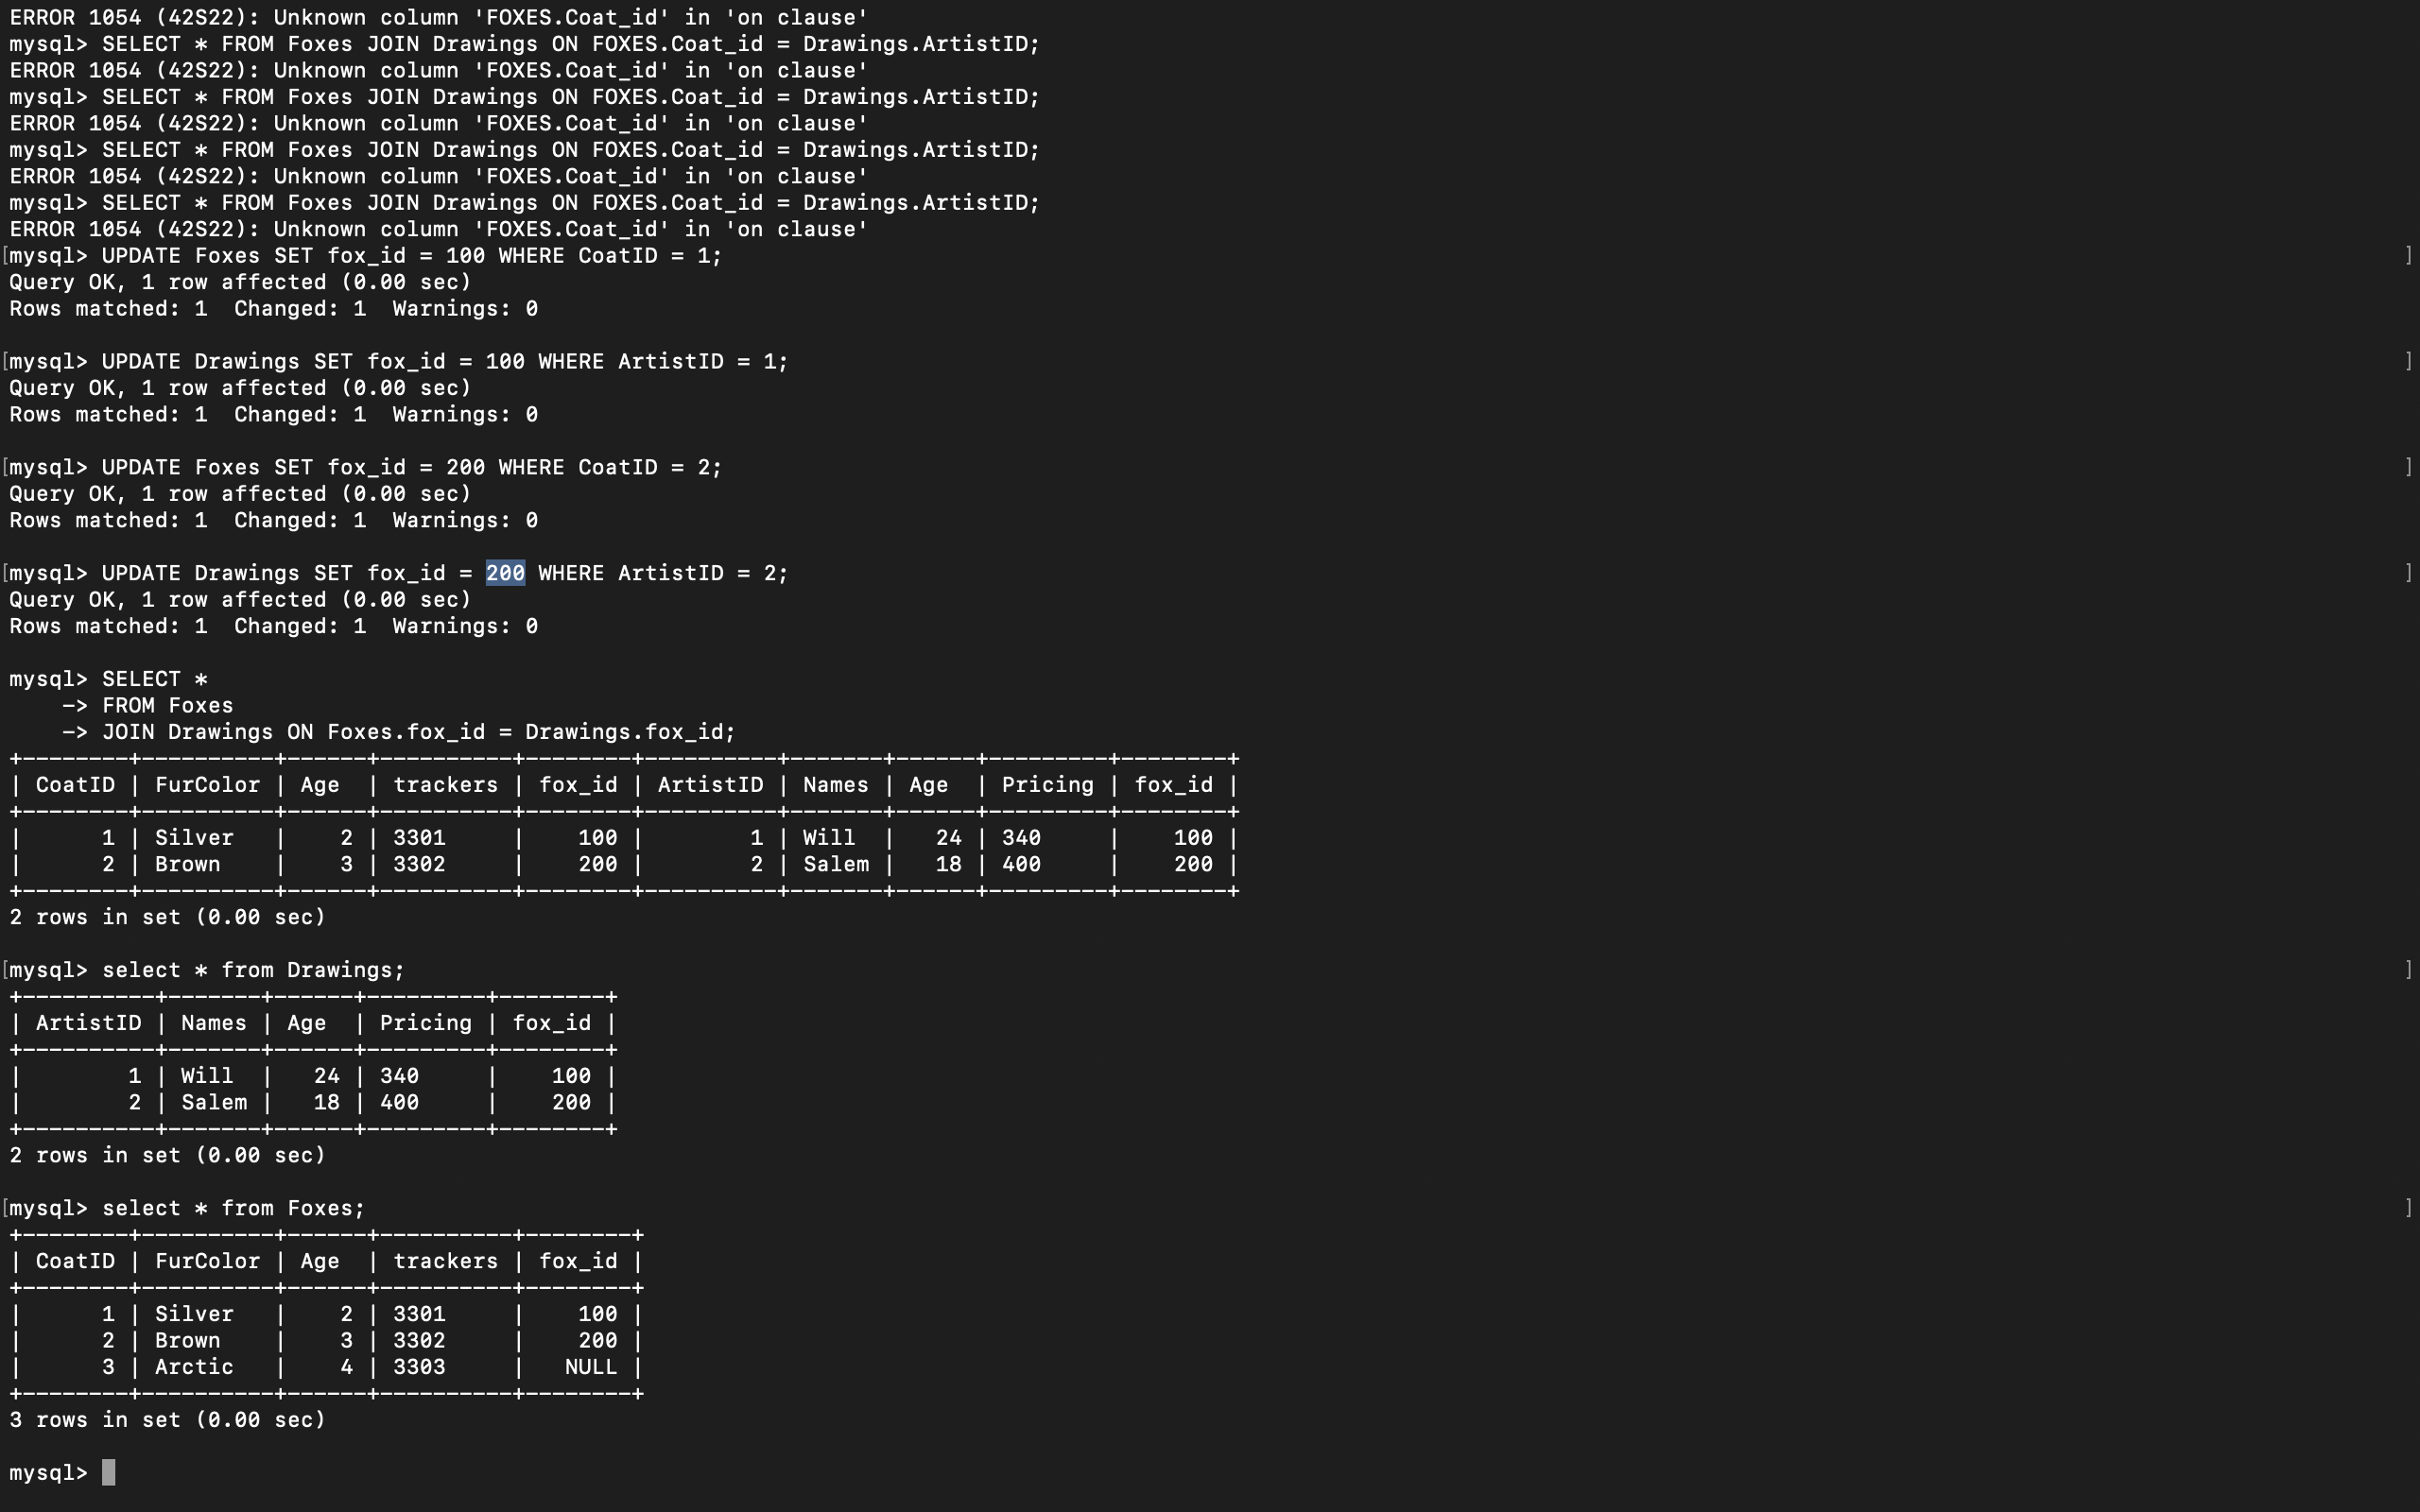 ERROR 1054 (42S22): Unknown column 'FOXES.Coat_id' in 'on clause'
mysql> SELECT * FROM Foxes JOIN Drawings ON FOXES.Coat_id = Drawings.ArtistID;
ERROR 1054 (42S22): Unknown column 'FOXES.Coat_id' in 'on clause'
mysql> SELECT * FROM Foxes JOIN Drawings ON FOXES.Coat_id = Drawings.ArtistID;
ERROR 1054 (42S22): Unknown column 'FOXES.Coat_id' in 'on clause'
mysql> SELECT * FROM Foxes JOIN Drawings ON FOXES.Coat_id = Drawings.ArtistID;
ERROR 1054 (42S22): Unknown column 'FOXES.Coat_id' in 'on clause'
mysql> SELECT * FROM Foxes JOIN Drawings ON FOXES.Coat_id = Drawings.ArtistID;
ERROR 1054 (42S22): Unknown column 'FOXES.Coat_id' in 'on clause'
[mysql> UPDATE Foxes SET fox_id = 100 WHERE CoatID = 1; ]
Query OK, 1 row affected (0.00 sec)
Rows matched: 1  Changed: 1  Warnings: 0

[mysql> UPDATE Drawings SET fox_id = 100 WHERE ArtistID = 1; ]
Query OK, 1 row affected (0.00 sec)
Rows matched: 1  Changed: 1  Warnings: 0

[mysql> UPDATE Foxes SET fox_id = 200 WHERE CoatID = 2; ]
Query OK, 1 row affected (0.00 sec)
Rows matched: 1  Changed: 1  Warnings: 0

[mysql> UPDATE Drawings SET fox_id = 200 WHERE ArtistID = 2; ]
Query OK, 1 row affected (0.00 sec)
Rows matched: 1  Changed: 1  Warnings: 0

mysql> SELECT *
    -> FROM Foxes
    -> JOIN Drawings ON Foxes.fox_id = Drawings.fox_id;
+--------+----------+------+----------+--------+----------+-------+------+---------+--------+
| CoatID | FurColor | Age  | trackers | fox_id | ArtistID | Names | Age  | Pricing | fox_id |
+--------+----------+------+----------+--------+----------+-------+------+---------+--------+
|      1 | Silver   |    2 | 3301     |    100 |        1 | Will  |   24 | 340     |    100 |
|      2 | Brown    |    3 | 3302     |    200 |        2 | Salem |   18 | 400     |    200 |
+--------+----------+------+----------+--------+----------+-------+------+---------+--------+
2 rows in set (0.00 sec)

[mysql> select * from Drawings; ]
+----------+-------+------+---------+--------+
| ArtistID | Names | Age  | Pricing | fox_id |
+----------+-------+------+---------+--------+
|        1 | Will  |   24 | 340     |    100 |
|        2 | Salem |   18 | 400     |    200 |
+----------+-------+------+---------+--------+
2 rows in set (0.00 sec)

[mysql> select * from Foxes; ]
+--------+----------+------+----------+--------+
| CoatID | FurColor | Age  | trackers | fox_id |
+--------+----------+------+----------+--------+
|      1 | Silver   |    2 | 3301     |    100 |
|      2 | Brown    |    3 | 3302     |    200 |
|      3 | Arctic   |    4 | 3303     |   NULL |
+--------+----------+------+----------+--------+
3 rows in set (0.00 sec)

mysql>